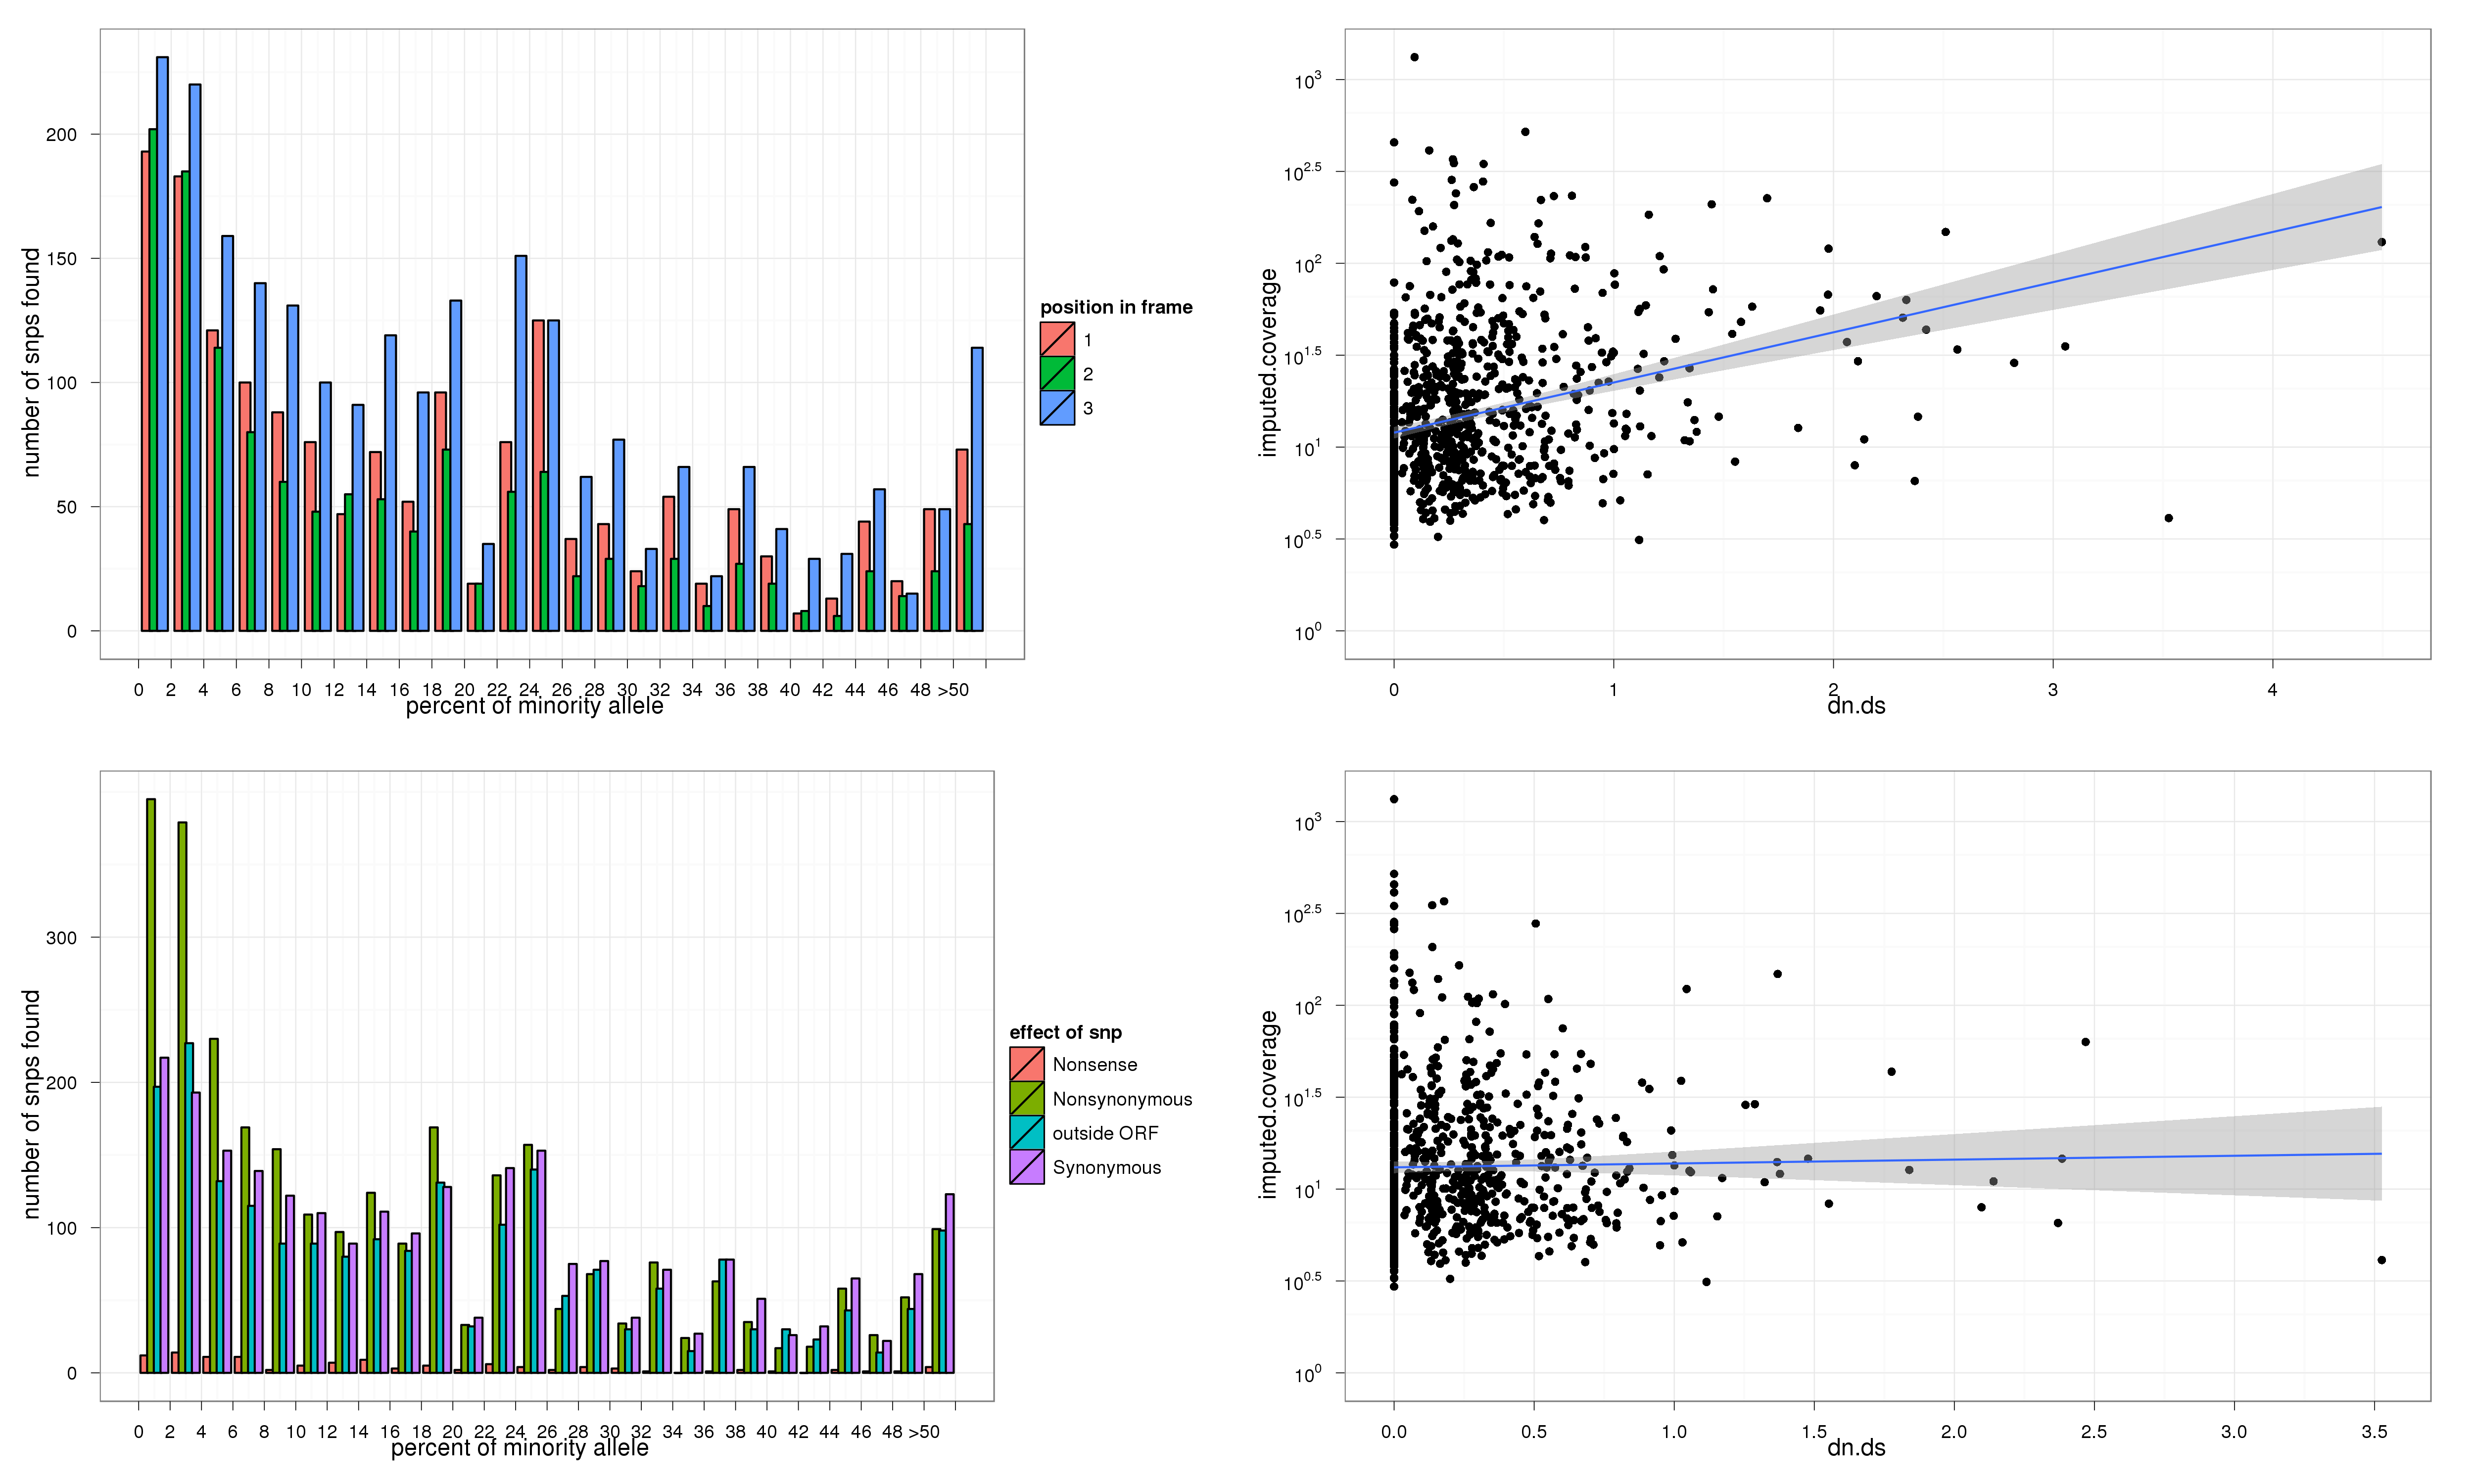 number of snps found
200
150
100
50
0
0 2 4 6 8 10 12 14 16 18 20 22 24 26 28 30 32 34 36 38 40 42 44 46 48 >50
percent of minority allele
position in frame
1
2
3
imputed.coverage
10^3
10^2.5
10^2
10^1.5
10^1
10^0.5
10^0
0 1 2 3 4
dn.ds
number of snps found
300
200
100
0
0 2 4 6 8 10 12 14 16 18 20 22 24 26 28 30 32 34 36 38 40 42 44 46 48 >50
percent of minority allele
effect of snp
Nonsense
Nonsynonymous
outside ORF
Synonymous
imputed.coverage
10^3
10^2.5
10^2
10^1.5
10^1
10^0.5
10^0
0.0 0.5 1.0 1.5 2.0 2.5 3.0 3.5
dn.ds